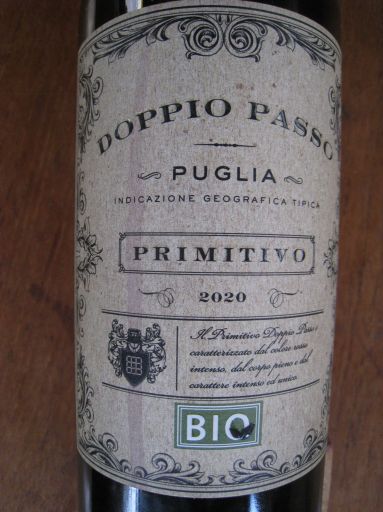 DOPPIO PASSO
PUGLIA
INDICAZIONE GEOGRAFICA TIPICA
PRIMITIVO
2020
Il Primitivo Doppio Passo è
caratterizzato dal colore rosso
intenso, dal corpo pieno e dal
carattere intenso ed unico.
BIO